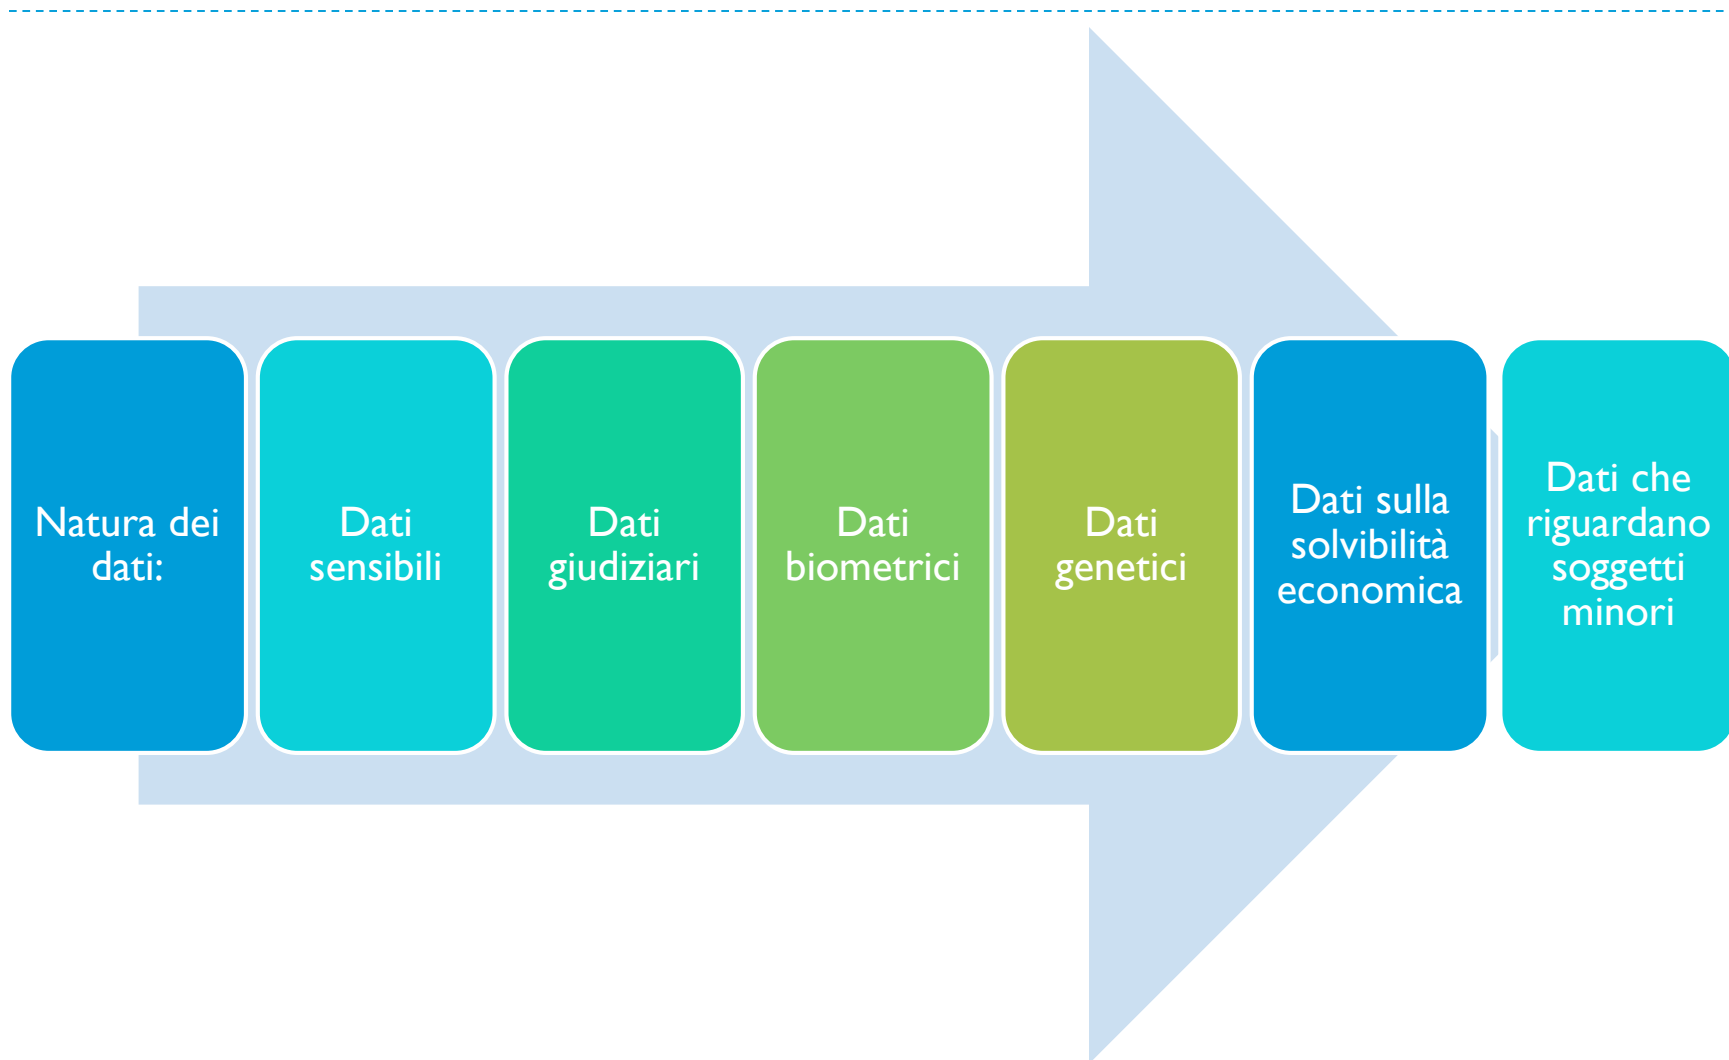 Natura dei
dati:
Dati
sensibili
Dati
giudiziari
Dati
biometrici
Dati
genetici
Dati sulla
solvibilità
economica
Dati che
riguardano
soggetti
minori